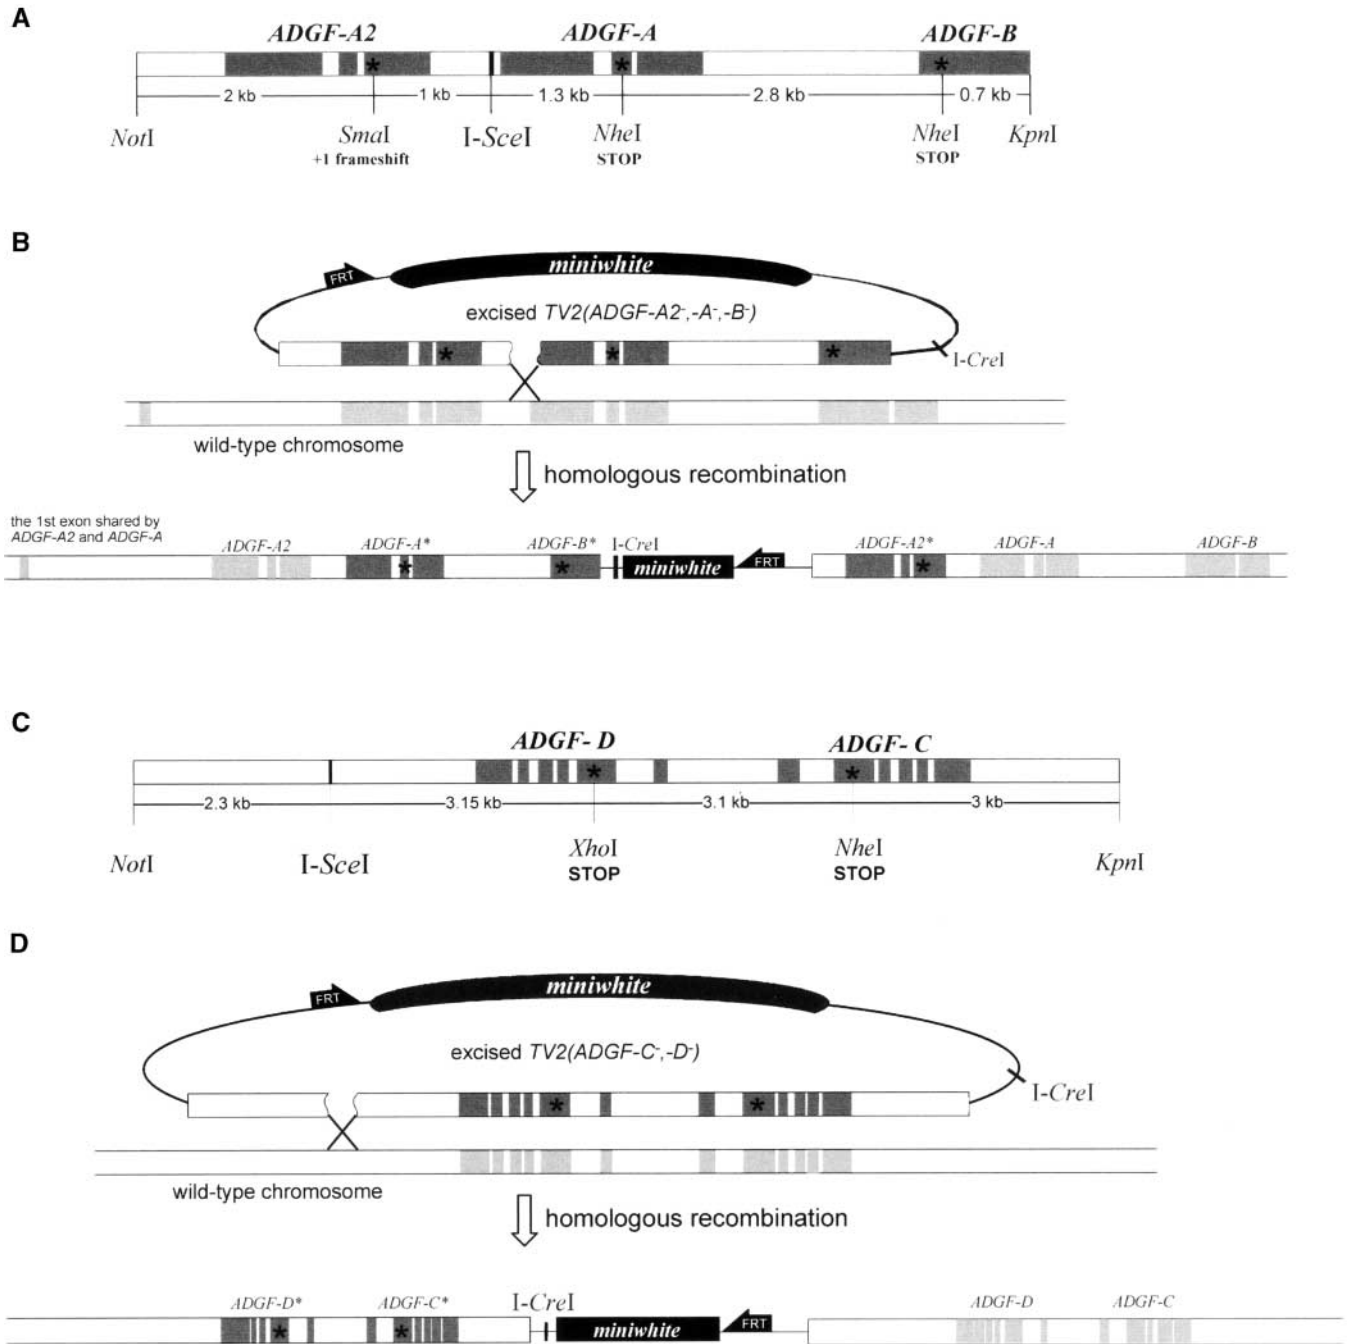 A
ADGF-A2 ADGF-A ADGF-B
* * *
2 kb 1 kb 1.3 kb 2.8 kb 0.7 kb
NotI SmaI I-SceI NheI NheI KpnI
+1 frameshift STOP STOP
B
miniwhite
FRT
excised TV2(ADGF-A2-,-A-,-B-)
* * *
I-CreI
wild-type chromosome
homologous recombination
the 1st exon shared by
ADGF-A2 and ADGF-A
ADGF-A2 ADGF-A* ADGF-B* I-CreI ADGF-A2* ADGF-A ADGF-B
* * miniwhite FRT *
C
ADGF- D ADGF- C
* *
2.3 kb 3.15 kb 3.1 kb 3 kb
NotI I-SceI XhoI NheI KpnI
STOP STOP
D
miniwhite
FRT
excised TV2(ADGF-C-,-D-)
I-CreI
* *
wild-type chromosome
homologous recombination
ADGF-D* ADGF-C* I-CreI ADGF-D ADGF-C
* * miniwhite FRT